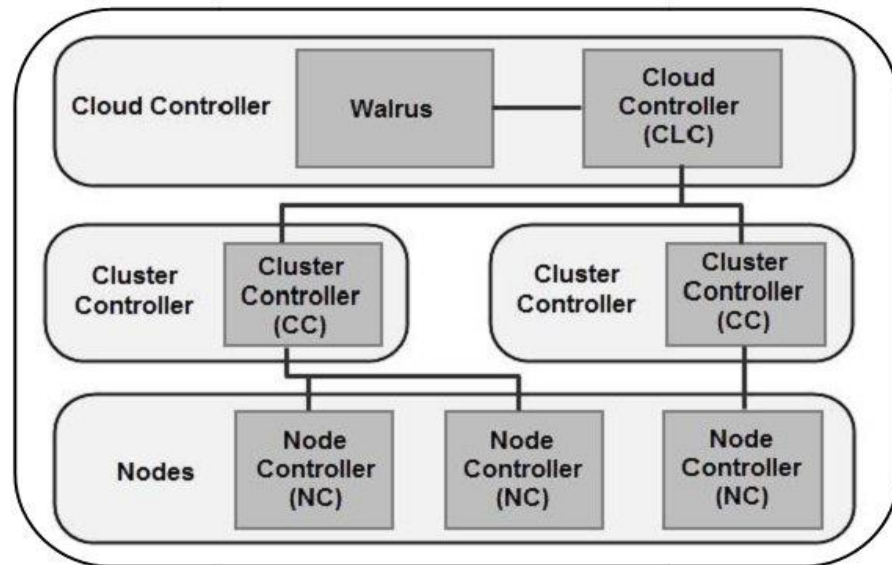 Cloud Controller
Walrus
Cloud
Controller
(CLC)
Cluster
Controller
Cluster
Controller
(CC)
Cluster
Controller
Cluster
Controller
(CC)
Nodes
Node
Controller
(NC)
Node
Controller
(NC)
Node
Controller
(NC)